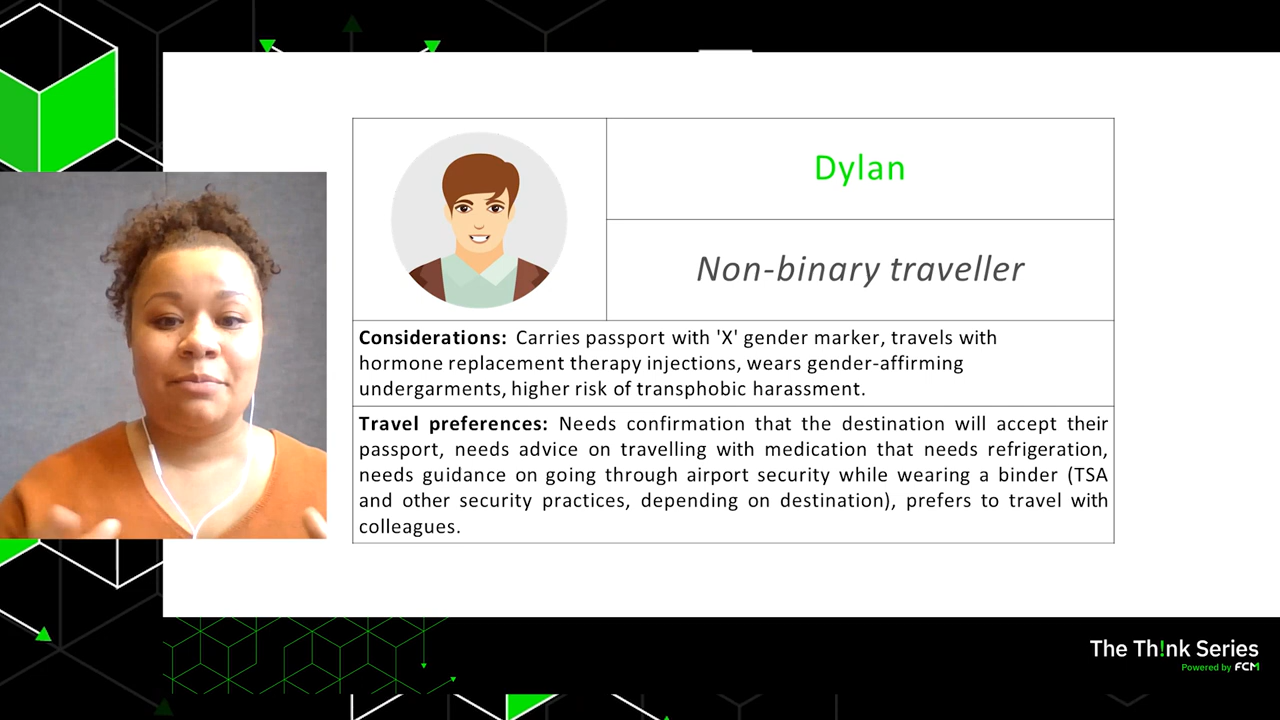 Dylan
Non-binary traveller
Considerations: Carries passport with 'X' gender marker, travels with
hormone replacement therapy injections, wears gender-affirming
undergarments, higher risk of transphobic harassment.
Travel preferences: Needs confirmation that the destination will accept their
passport, needs advice on travelling with medication that needs refrigeration,
needs guidance on going through airport security while wearing a binder (TSA
and other security practices, depending on destination), prefers to travel with
colleagues.
The Th!nk Series
Powered by FCM